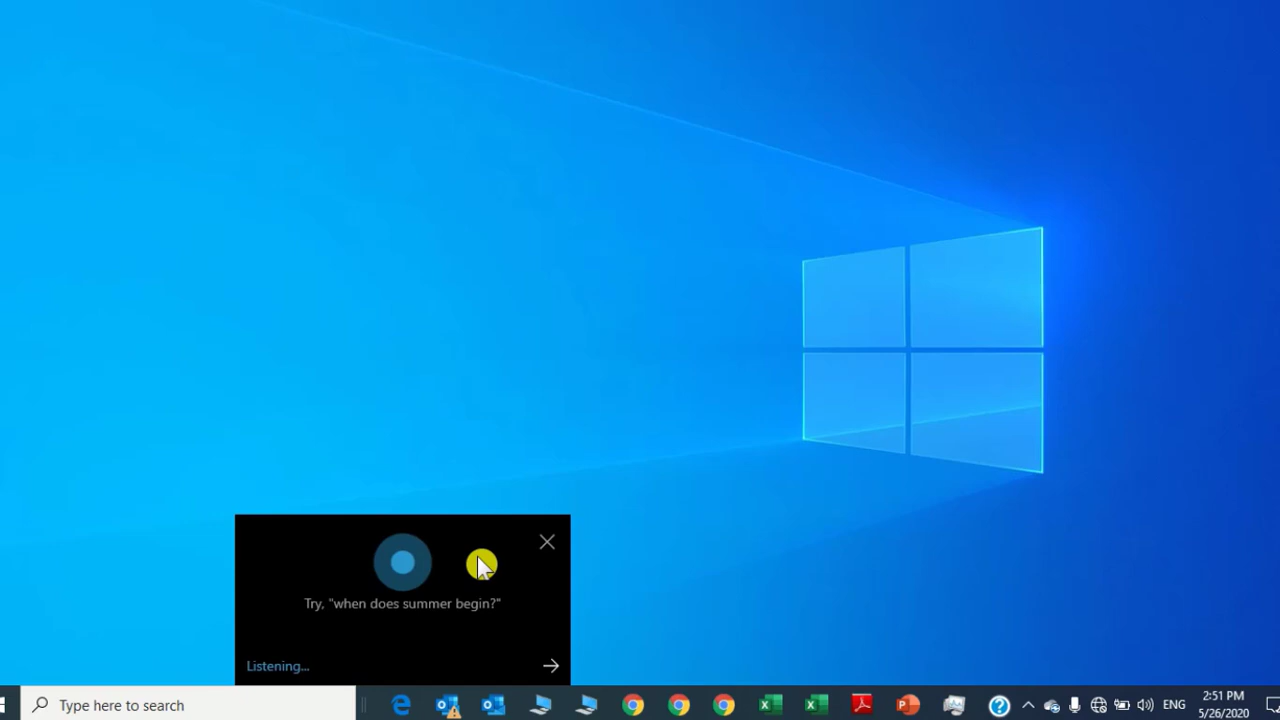 Try, "when does summer begin?"
Listening...
Type here to search
ENG
2:51 PM
5/26/2020